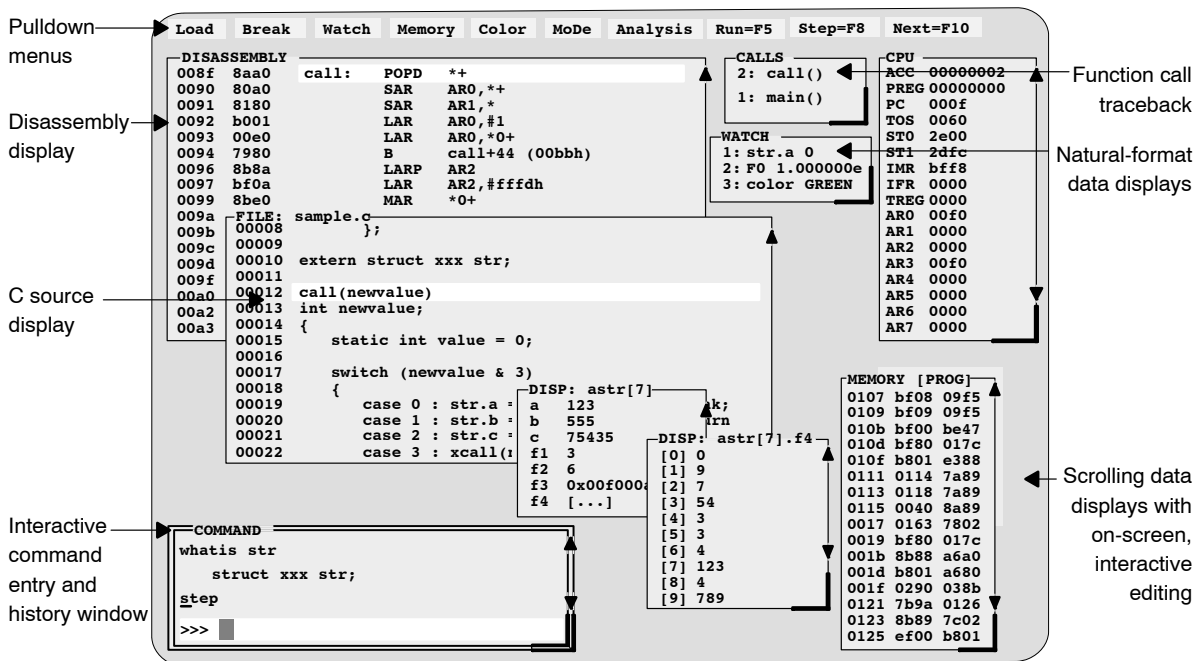 Pulldown
menus
Disassembly
display
C source
display
Interactive
command
entry and
history window
Load Break Watch Memory Color MoDe Analysis Run=F5 Step=F8 Next=F10
DISASSEMBLY
008f 8aa0 call: POPD *+
0090 80a0 SAR AR0,*+
0091 8180 SAR AR1,*
0092 b001 LAR AR0,#1
0093 00e0 LAR AR0,*0+
0094 7980 B call+44 (00bbh)
0096 8b8a LARP AR2
0097 bf0a LAR AR2,#fffdh
0099 8be0 MAR *0+
009a
009b
009c
009d
009f
00a0
00a2
00a3
FILE: sample.c
00008 };
00009
00010 extern struct xxx str;
00011
00012 call(newvalue)
00013 int newvalue;
00014 {
00015 static int value = 0;
00016
00017 switch (newvalue & 3)
00018 {
00019 case 0 : str.a = k;
00020 case 1 : str.b = rn
00021 case 2 : str.c =
00022 case 3 : xcall(
DISP: astr[7]
a 123
b 555
c 75435
f1 3
f2 6
f3 0x00f000a
f4 [...]
DISP: astr[7].f4
[0] 0
[1] 9
[2] 7
[3] 54
[4] 3
[5] 3
[6] 4
[7] 123
[8] 4
[9] 789
COMMAND
whatis str
struct xxx str;
step
>>>
CALLS
2: call()
1: main()
WATCH
1: str.a 0
2: F0 1.000000e
3: color GREEN
CPU
ACC 00000002
PREG 00000000
PC 000f
TOS 0060
ST0 2e00
ST1 2dfc
IMR bff8
IFR 0000
TREG 0000
AR0 00f0
AR1 0000
AR2 0000
AR3 00f0
AR4 0000
AR5 0000
AR6 0000
AR7 0000
MEMORY [PROG]
0107 bf08 09f5
0109 bf09 09f5
010b bf00 be47
010d bf80 017c
010f b801 e388
0111 0114 7a89
0113 0118 7a89
0115 0040 8a89
0017 0163 7802
0019 bf80 017c
001b 8b88 a6a0
001d b801 a680
001f 0290 038b
0121 7b9a 0126
0123 8b89 7c02
0125 ef00 b801
Function call
traceback
Natural-format
data displays
Scrolling data
displays with
on-screen,
interactive
editing